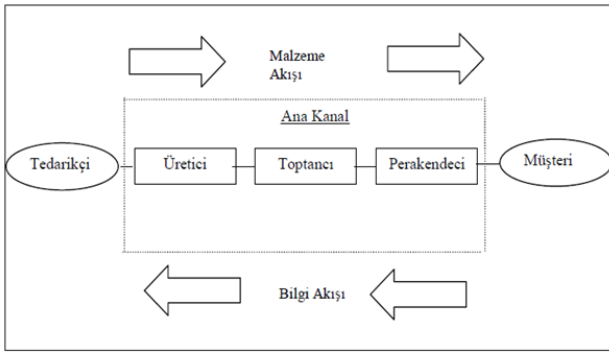 Malzeme
Akışı
Ana Kanal
Tedarikçi
Üretici
Toptancı
Perakendeci
Müşteri
Bilgi Akışı